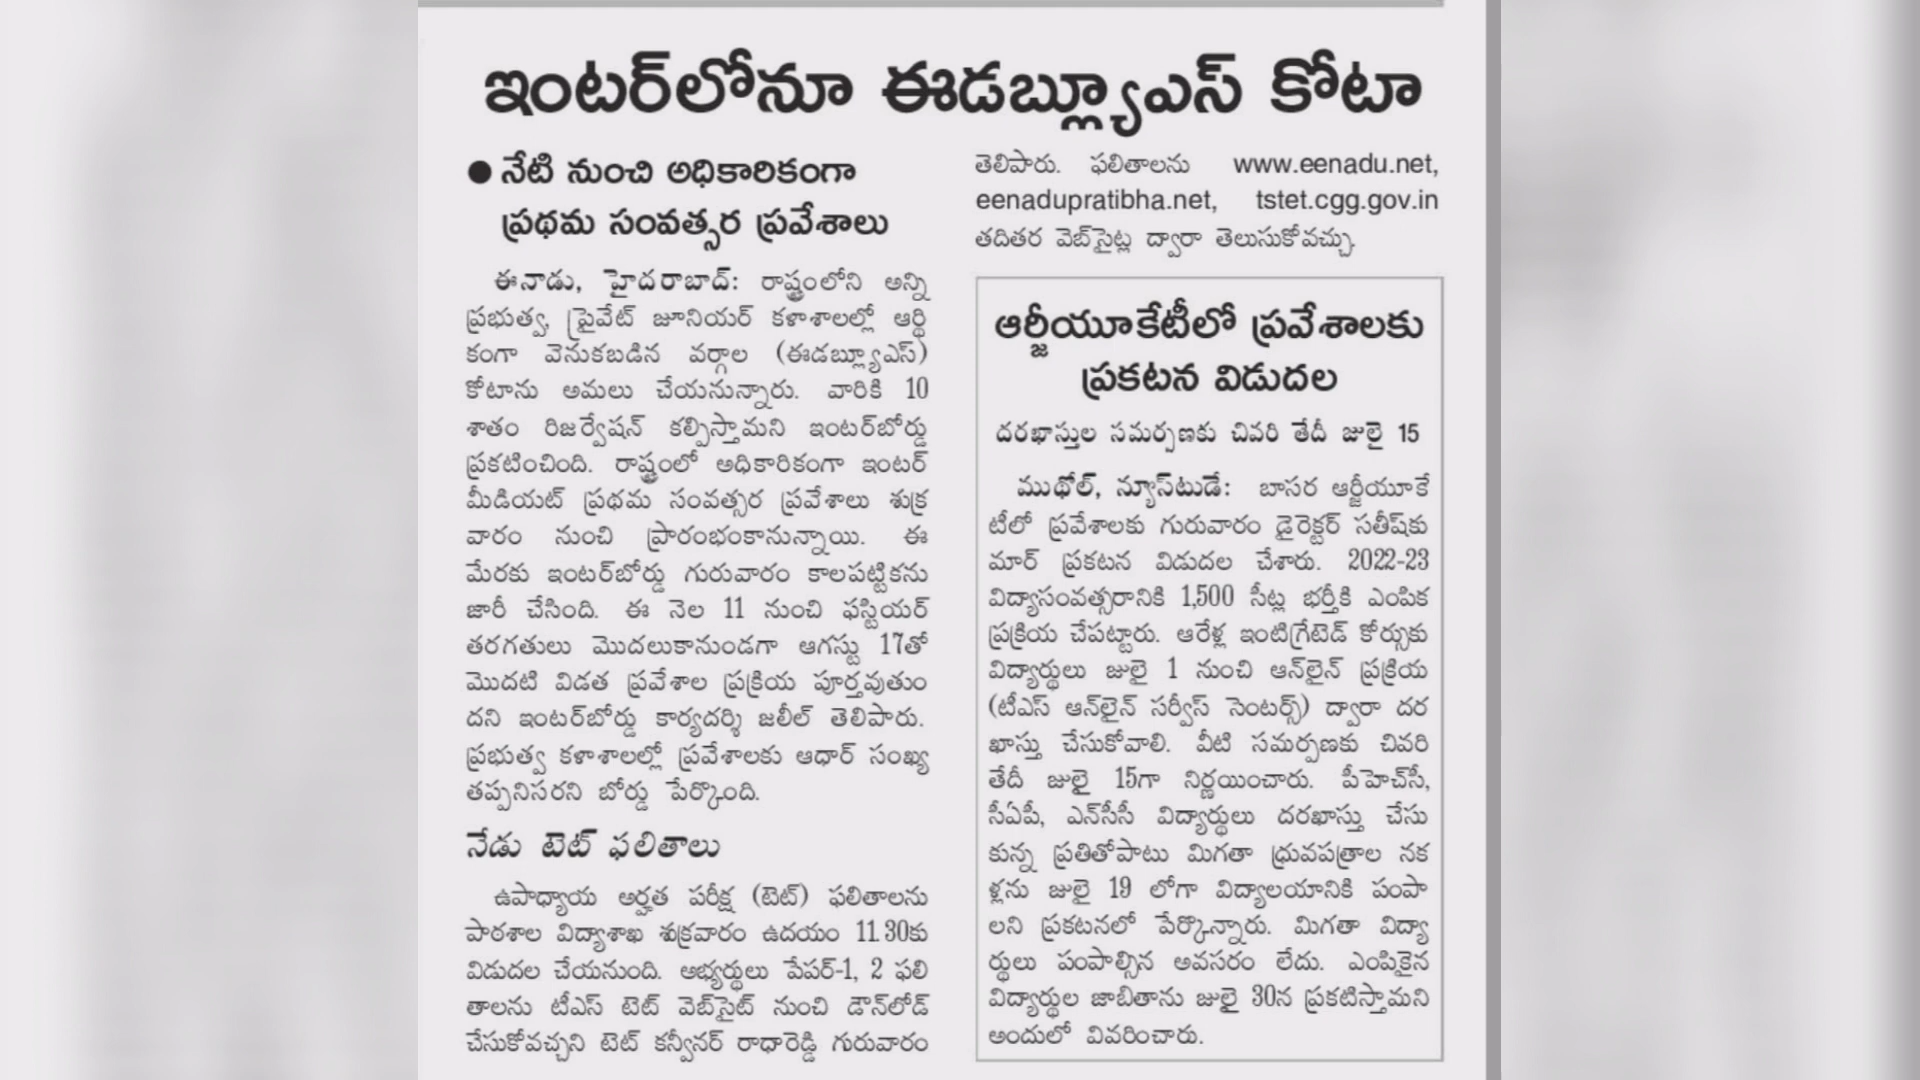 ఇంటర్‌లోనూ ఈడబ్ల్యూఎస్ కోటా
● నేటి నుంచి అధికారికంగా
ప్రథమ సంవత్సర ప్రవేశాలు
ఈనాడు, హైదరాబాద్: రాష్ట్రంలోని అన్ని
ప్రభుత్వ, ప్రైవేట్ జూనియర్ కళాశాలల్లో ఆర్థి
కంగా వెనుకబడిన వర్గాల (ఈడబ్ల్యూఎస్)
కోటాను అమలు చేయనున్నారు. వారికి 10
శాతం రిజర్వేషన్ కల్పిస్తామని ఇంటర్‌బోర్డు
ప్రకటించింది. రాష్ట్రంలో అధికారికంగా ఇంటర్
మీడియట్ ప్రథమ సంవత్సర ప్రవేశాలు శుక్ర
వారం నుంచి ప్రారంభంకానున్నాయి. ఈ
మేరకు ఇంటర్‌బోర్డు గురువారం కాలపట్టికను
జారీ చేసింది. ఈ నెల 11 నుంచి ఫస్టియర్
తరగతులు మొదలుకానుండగా ఆగస్టు 17తో
మొదటి విడత ప్రవేశాల ప్రక్రియ పూర్తవుతుం
దని ఇంటర్‌బోర్డు కార్యదర్శి జలీల్ తెలిపారు.
ప్రభుత్వ కళాశాలల్లో ప్రవేశాలకు ఆధార్ సంఖ్య
తప్పనిసరని బోర్డు పేర్కొంది.
నేడు టెట్ ఫలితాలు
ఉపాధ్యాయ అర్హత పరీక్ష (టెట్) ఫలితాలను
పాఠశాల విద్యాశాఖ శుక్రవారం ఉదయం 11.30కు
విడుదల చేయనుంది. అభ్యర్థులు పేపర్-1, 2 ఫలి
తాలను టీఎస్ టెట్ వెబ్‌సైట్ నుంచి డౌన్‌లోడ్
చేసుకోవచ్చని టెట్ కన్వీనర్ రాధారెడ్డి గురువారం
తెలిపారు. ఫలితాలను www.eenadu.net,
eenadupratibha.net, tstet.cgg.gov.in
తదితర వెబ్‌సైట్ల ద్వారా తెలుసుకోవచ్చు.
ఆర్జీయూకేటీలో ప్రవేశాలకు
ప్రకటన విడుదల
దరఖాస్తుల సమర్పణకు చివరి తేదీ జులై 15
ముథోల్, న్యూస్‌టుడే: బాసర ఆర్జీయూకే
టీలో ప్రవేశాలకు గురువారం డైరెక్టర్ సతీష్‌కు
మార్ ప్రకటన విడుదల చేశారు. 2022-23
విద్యాసంవత్సరానికి 1,500 సీట్ల భర్తీకి ఎంపిక
ప్రక్రియ చేపట్టారు. ఆరేళ్ల ఇంటిగ్రేటెడ్ కోర్సుకు
విద్యార్థులు జులై 1 నుంచి ఆన్‌లైన్ ప్రక్రియ
(టీఎస్ ఆన్‌లైన్ సర్వీస్ సెంటర్స్) ద్వారా దర
ఖాస్తు చేసుకోవాలి. వీటి సమర్పణకు చివరి
తేదీ జులై 15గా నిర్ణయించారు. పీహెచ్‌సీ,
సీఏపీ, ఎన్‌సీసీ విద్యార్థులు దరఖాస్తు చేసు
కున్న ప్రతితోపాటు మిగతా ధ్రువపత్రాల నక
ళ్లను జులై 19 లోగా విద్యాలయానికి పంపా
లని ప్రకటనలో పేర్కొన్నారు. మిగతా విద్యా
ర్థులు పంపాల్సిన అవసరం లేదు. ఎంపికైన
విద్యార్థుల జాబితాను జులై 30న ప్రకటిస్తామని
అందులో వివరించారు.